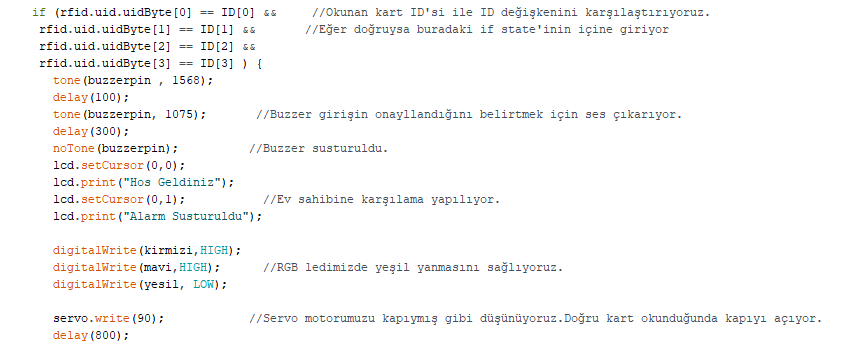 if (rfid.uid.uidByte[0] == ID[0] &&     //Okunan kart ID'si ile ID değişkenini karşılaştırıyoruz.
rfid.uid.uidByte[1] == ID[1] &&       //Eğer doğruysa buradaki if state'inin içine giriyor
rfid.uid.uidByte[2] == ID[2] &&
rfid.uid.uidByte[3] == ID[3] ) {
tone(buzzerpin , 1568);
delay(100);
tone(buzzerpin, 1075);       //Buzzer girişin onayllandığını belirtmek için ses çıkarıyor.
delay(300);
noTone(buzzerpin);          //Buzzer susturuldu.
lcd.setCursor(0,0);
lcd.print("Hos Geldiniz");
lcd.setCursor(0,1);           //Ev sahibine karşılama yapılıyor.
lcd.print("Alarm Susturuldu");
digitalWrite(kirmizi,HIGH);
digitalWrite(mavi,HIGH);      //RGB ledimizde yeşil yanmasını sağlıyoruz.
digitalWrite(yesil, LOW);
servo.write(90);            //Servo motorumuzu kapıymış gibi düşünüyoruz.Doğru kart okunduğunda kapıyı açıyor.
delay(800);